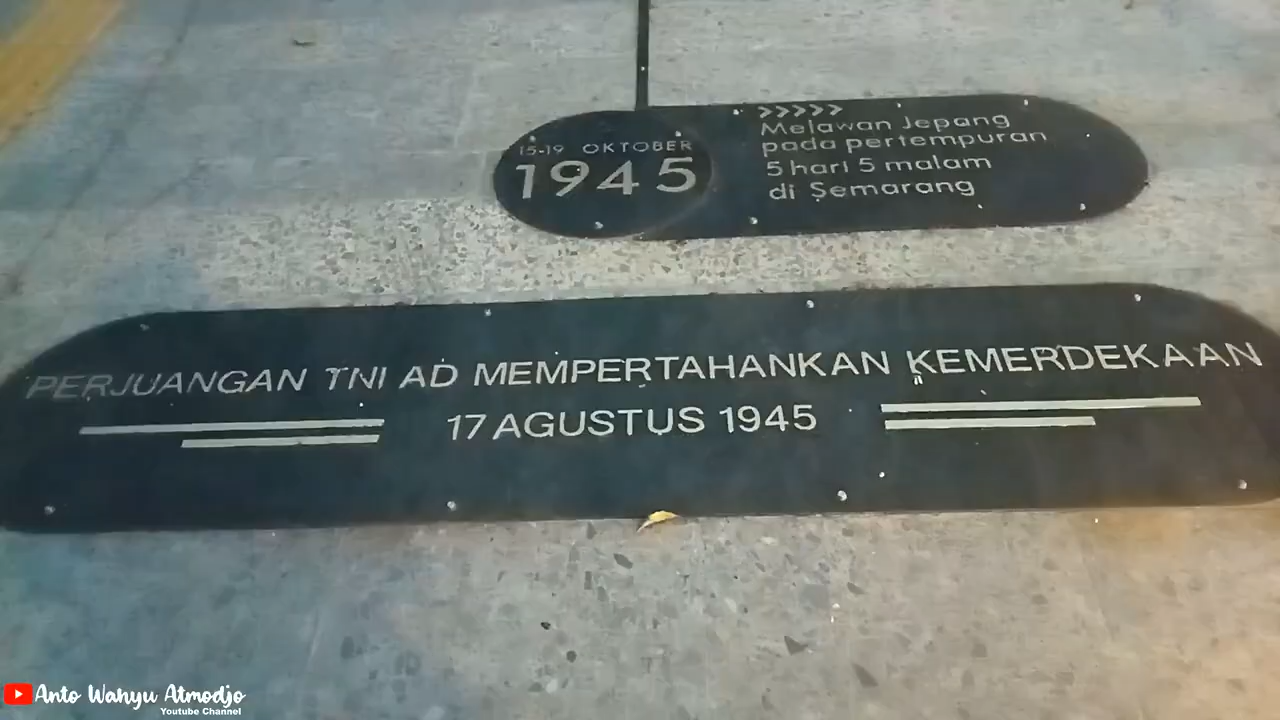 15-19 OKTOBER
1945
>>>>>
Melawan Jepang
pada pertempuran
5 hari 5 malam
di Semarang
PERJUANGAN TNI AD MEMPERTAHANKAN KEMERDEKAAN
17 AGUSTUS 1945
Anto Wahyu Atmodjo
Youtube Channel